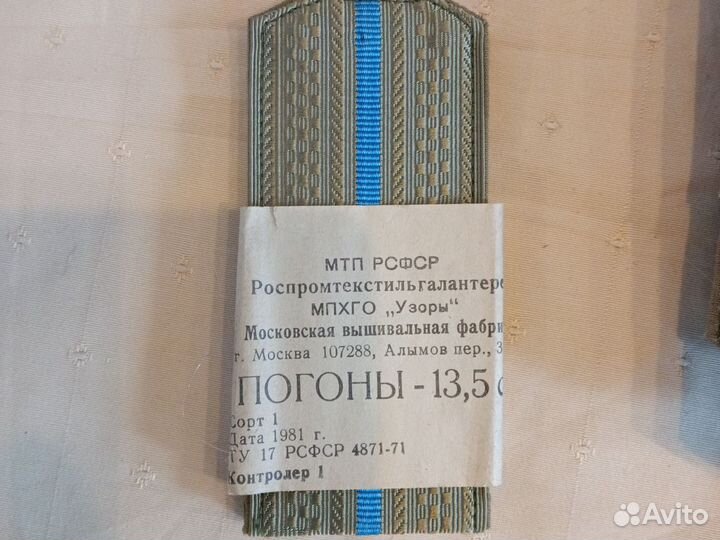 МТП РСФСР
Роспромтекстильгалантере
МПХГО „Узоры"
Московская вышивальная фабри
г. Москва 107288, Алымов пер., 3
ПОГОНЫ - 13,5 с
Сорт 1
Дата 1981 г.
ТУ 17 РСФСР 4871-71
Контролер 1
Avito